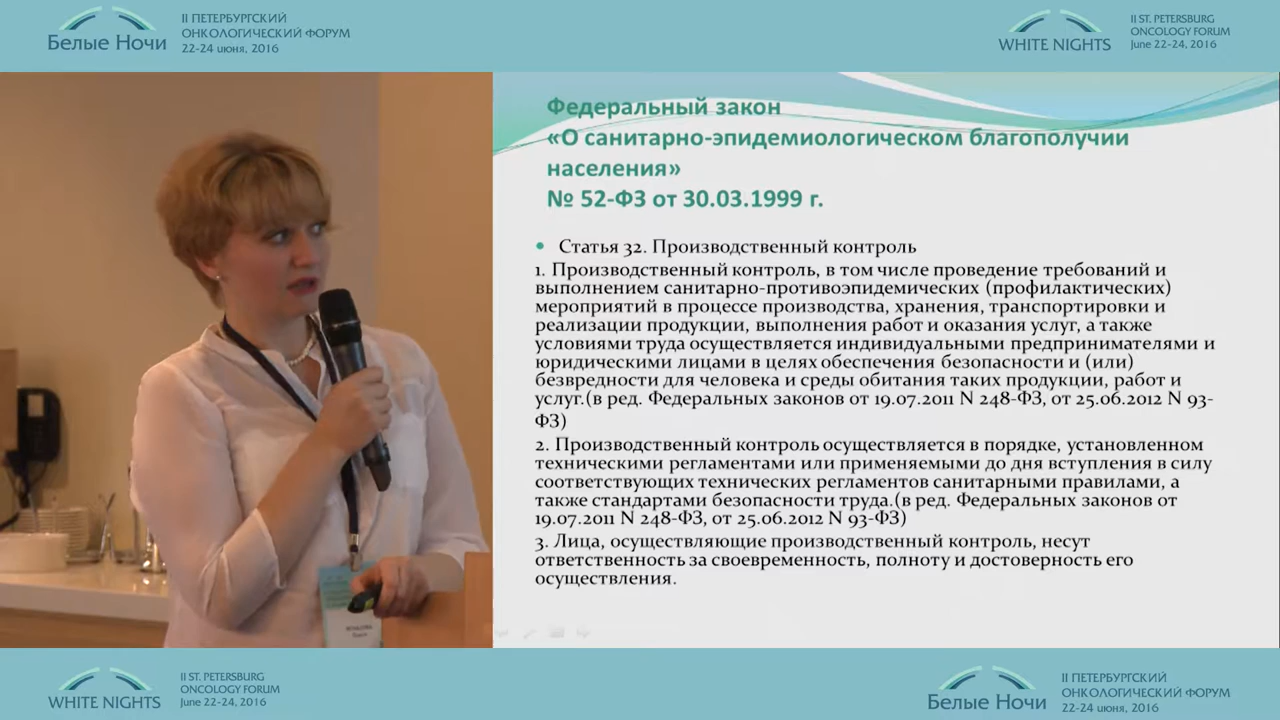 Белые Ночи
II ПЕТЕРБУРГСКИЙ
ОНКОЛОГИЧЕСКИЙ ФОРУМ
22-24 июня, 2016
WHITE NIGHTS
II ST. PETERSBURG
ONCOLOGY FORUM
June 22-24, 2016
Федеральный закон
«О санитарно-эпидемиологическом благополучии
населения»
№ 52-ФЗ от 30.03.1999 г.
• Статья 32. Производственный контроль
1. Производственный контроль, в том числе проведение требований и
выполнением санитарно-противоэпидемических (профилактических)
мероприятий в процессе производства, хранения, транспортировки и
реализации продукции, выполнения работ и оказания услуг, а также
условиями труда осуществляется индивидуальными предпринимателями и
юридическими лицами в целях обеспечения безопасности и (или)
безвредности для человека и среды обитания таких продукции, работ и
услуг.(в ред. Федеральных законов от 19.07.2011 N 248-ФЗ, от 25.06.2012 N 93-
ФЗ)
2. Производственный контроль осуществляется в порядке, установленном
техническими регламентами или применяемыми до дня вступления в силу
соответствующих технических регламентов санитарными правилами, а
также стандартами безопасности труда.(в ред. Федеральных законов от
19.07.2011 N 248-ФЗ, от 25.06.2012 N 93-ФЗ)
3. Лица, осуществляющие производственный контроль, несут
ответственность за своевременность, полноту и достоверность его
осуществления.
WHITE NIGHTS
II ST. PETERSBURG
ONCOLOGY FORUM
June 22-24, 2016
Белые Ночи
II ПЕТЕРБУРГСКИЙ
ОНКОЛОГИЧЕСКИЙ ФОРУМ
22-24 июня, 2016